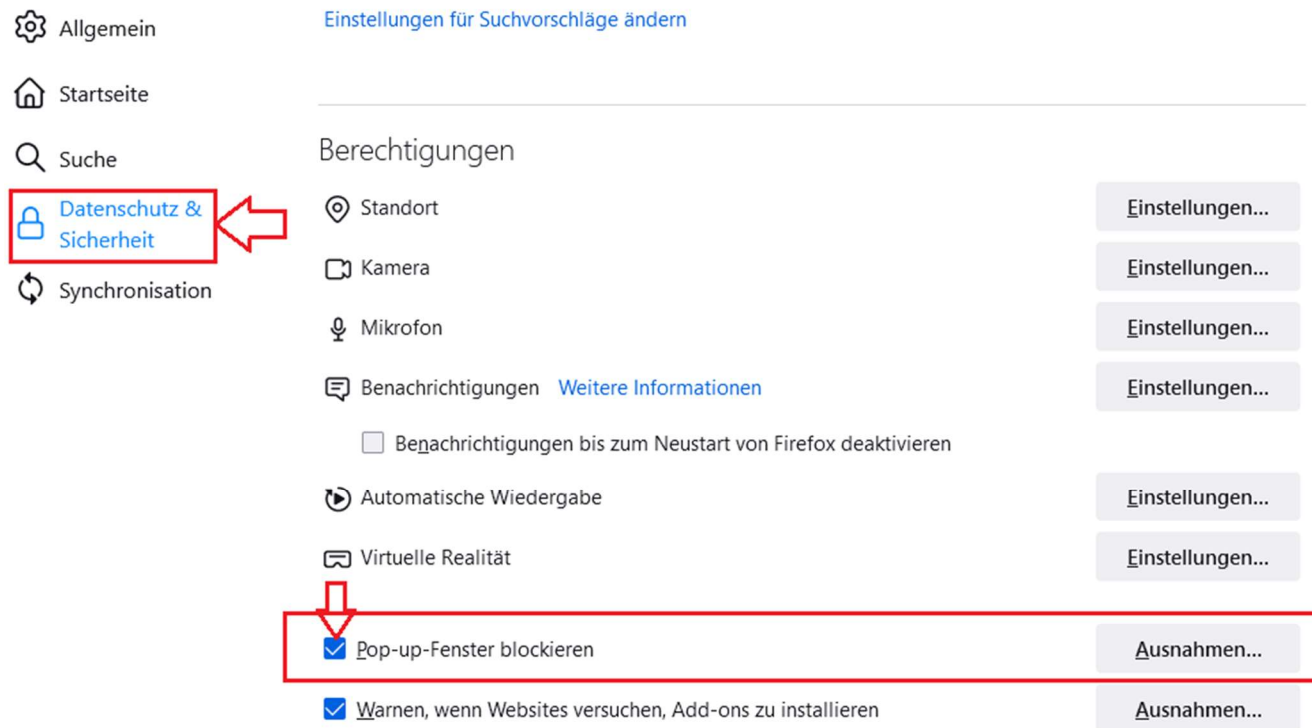 Allgemein
Startseite
Suche
Datenschutz &
Sicherheit
Synchronisation
Einstellungen für Suchvorschläge ändern
Berechtigungen
Standort Einstellungen...
Kamera Einstellungen...
Mikrofon Einstellungen...
Benachrichtigungen Weitere Informationen Einstellungen...
Benachrichtigungen bis zum Neustart von Firefox deaktivieren
Automatische Wiedergabe Einstellungen...
Virtuelle Realität Einstellungen...
Pop-up-Fenster blockieren Ausnahmen...
Warnen, wenn Websites versuchen, Add-ons zu installieren Ausnahmen...